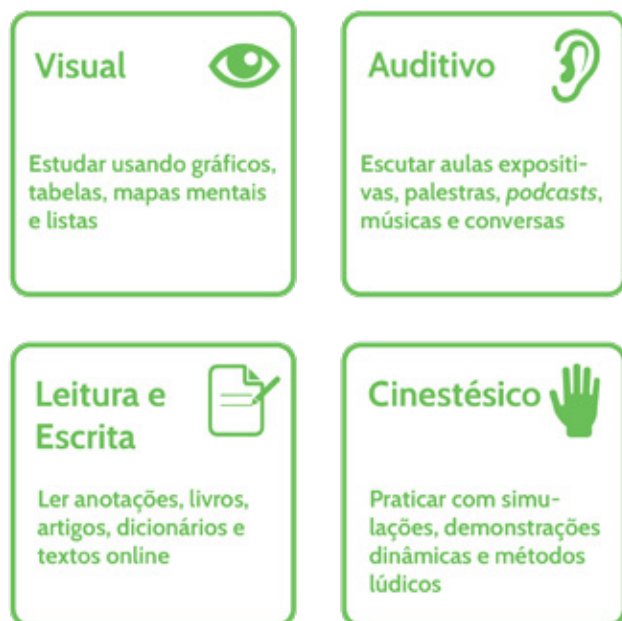 Visual
Estudar usando gráficos,
tabelas, mapas mentais
e listas
Auditivo
Escutar aulas expositi-
vas, palestras, podcasts,
músicas e conversas
Leitura e
Escrita
Ler anotações, livros,
artigos, dicionários e
textos online
Cinestésico
Praticar com simu-
lações, demonstrações
dinâmicas e métodos
lúdicos